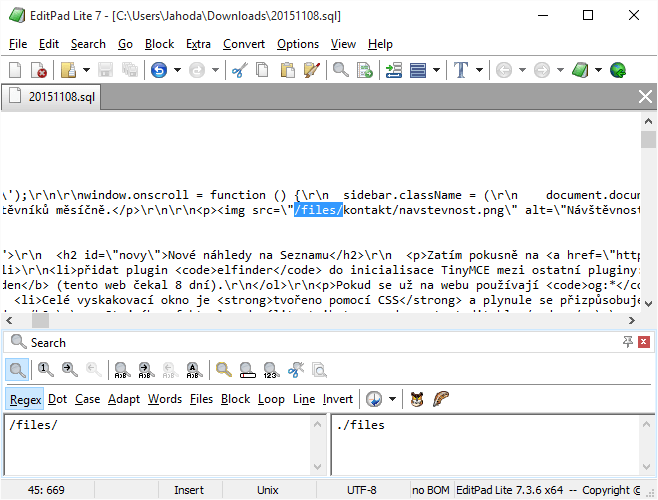 EditPad Lite 7 - [C:\Users\Jahoda\Downloads\20151108.sql]
File Edit Search Go Block Extra Convert Options View Help
20151108.sql
\');\r\n\r\nwindow.onscroll = function () {\r\n  sidebar.className = (\r\n    document.docum
těvníků měsíčně.</p>\r\n\r\n<p><img src=\"/files/kontakt/navstevnost.png\" alt=\"Návštěvnost
">\r\n  <h2 id=\"novy\">Nové náhledy na Seznamu</h2>\r\n  <p>Zatím pokusně na <a href=\"http
li>\r\n<li>přidat plugin <code>elfinder</code> do inicialisace TinyMCE mezi ostatní pluginy:
den</b> (tento web čekal 8 dní).\r\n</ol>\r\n<p>Pokud se už na webu používají <code>og:*</co
<li>Celé vyskakovací okno je <strong>tvořeno pomocí CSS</strong> a plynule se přizpůsobuje
Search
Regex Dot Case Adapt Words Files Block Loop Line Invert
/files/
./files
45: 669 Insert Unix UTF-8 no BOM EditPad Lite 7.3.6 x64 -- Copyright ©